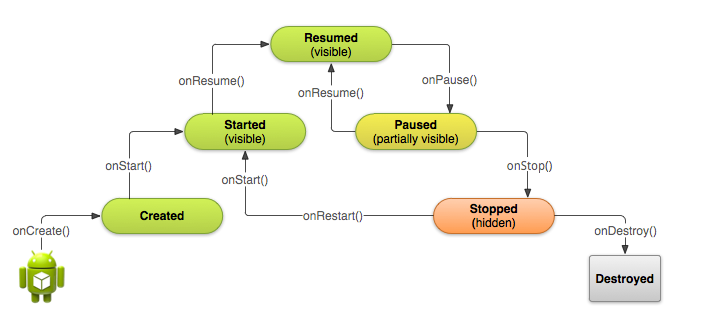 Resumed
(visible)
onResume()
onResume()
onPause()
Started
(visible)
Paused
(partially visible)
onStart()
onStart()
onStop()
Created
onRestart()
Stopped
(hidden)
onCreate()
onDestroy()
Destroyed